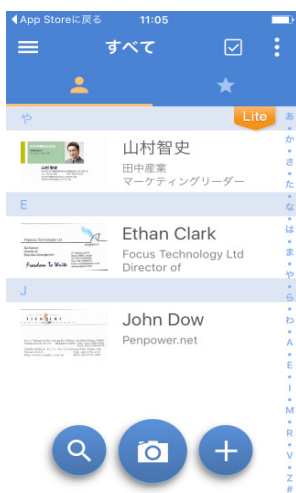 App Storeに戻る 11:05
すべて
や
Lite
山村智史
田中産業
マーケティングリーダー
E
Ethan Clark
Focus Technology Ltd
Director of
J
John Dow
Penpower.net
あ
か
さ
た
な
は
ま
や
ら
わ
A
E
I
M
R
V
Z
#